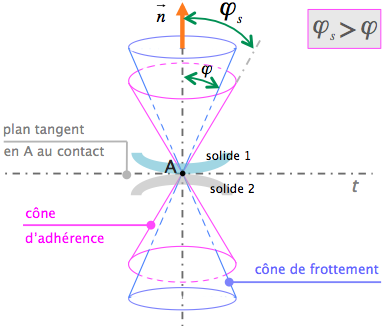 n⃗
φₛ
φₛ > φ
φ
plan tangent
en A au contact
solide 1
A
solide 2
t
cône
d'adhérence
cône de frottement